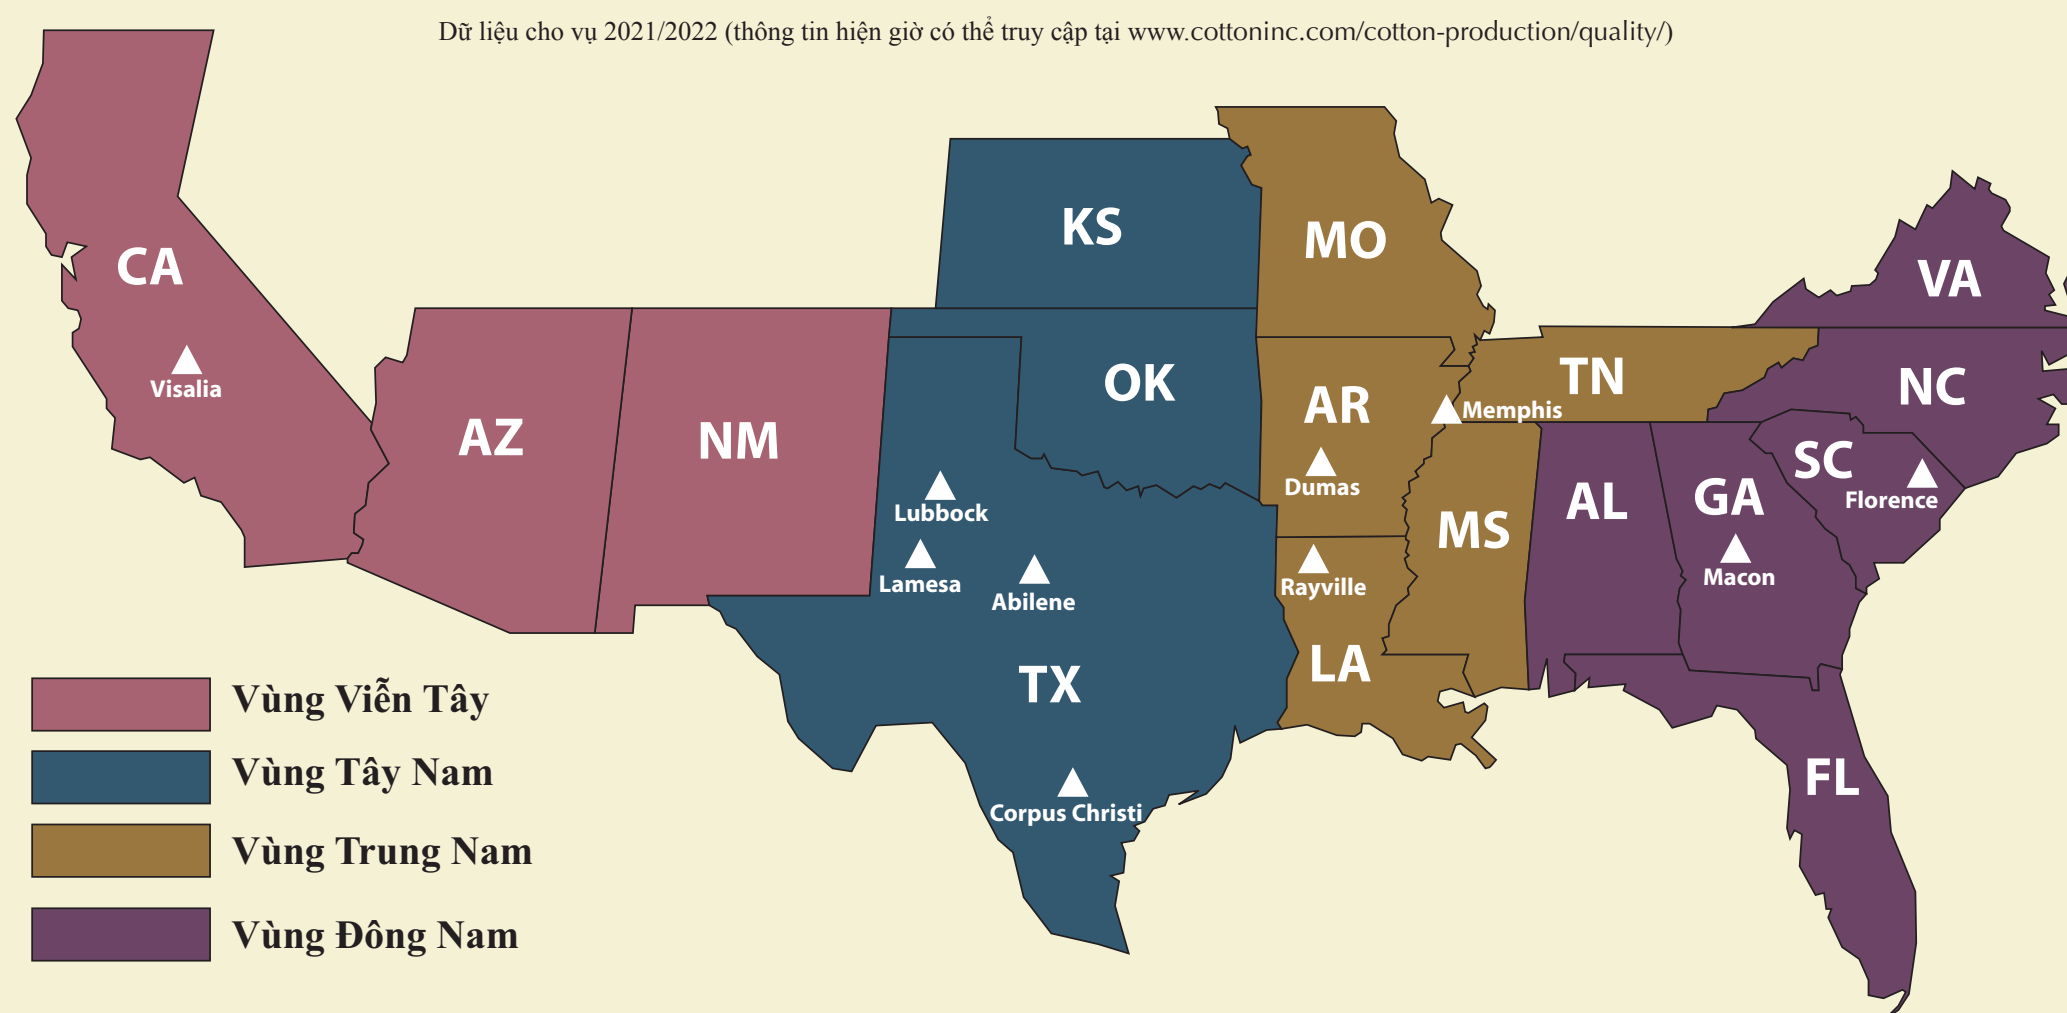 Dữ liệu cho vụ 2021/2022 (thông tin hiện giờ có thể truy cập tại www.cottoninc.com/cotton-production/quality/)
KS
MO
VA
CA
TN
NC
Visalia
OK
AR
Memphis
AZ
NM
SC
Lubbock
Dumas
MS
AL
GA
Florence
Lamesa
Abilene
Rayville
Macon
TX
LA
Vùng Viễn Tây
Vùng Tây Nam
FL
Corpus Christi
Vùng Trung Nam
Vùng Đông Nam